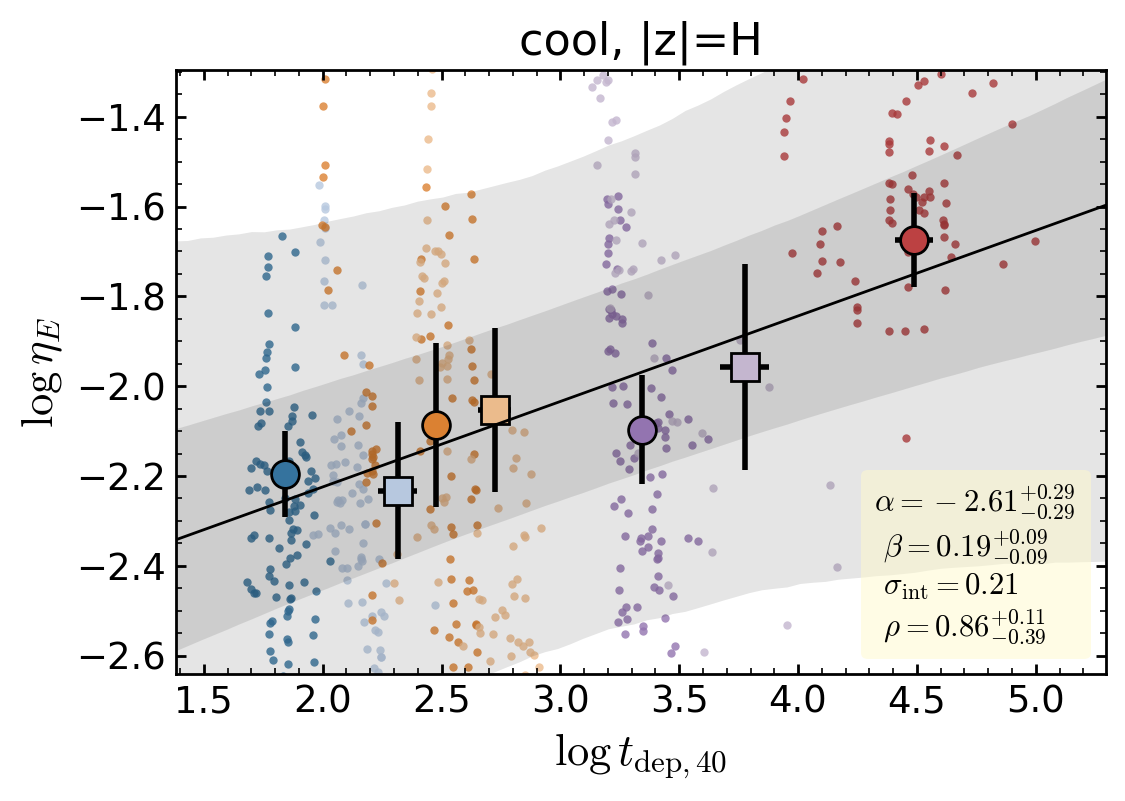 cool, |z|=H
log η_E
−1.4
−1.6
−1.8
−2.0
−2.2
−2.4
−2.6
α = −2.61^{+0.29}_{−0.29}
β = 0.19^{+0.09}_{−0.09}
σ_int = 0.21
ρ = 0.86^{+0.11}_{−0.39}
1.5 2.0 2.5 3.0 3.5 4.0 4.5 5.0
log t_{dep, 40}